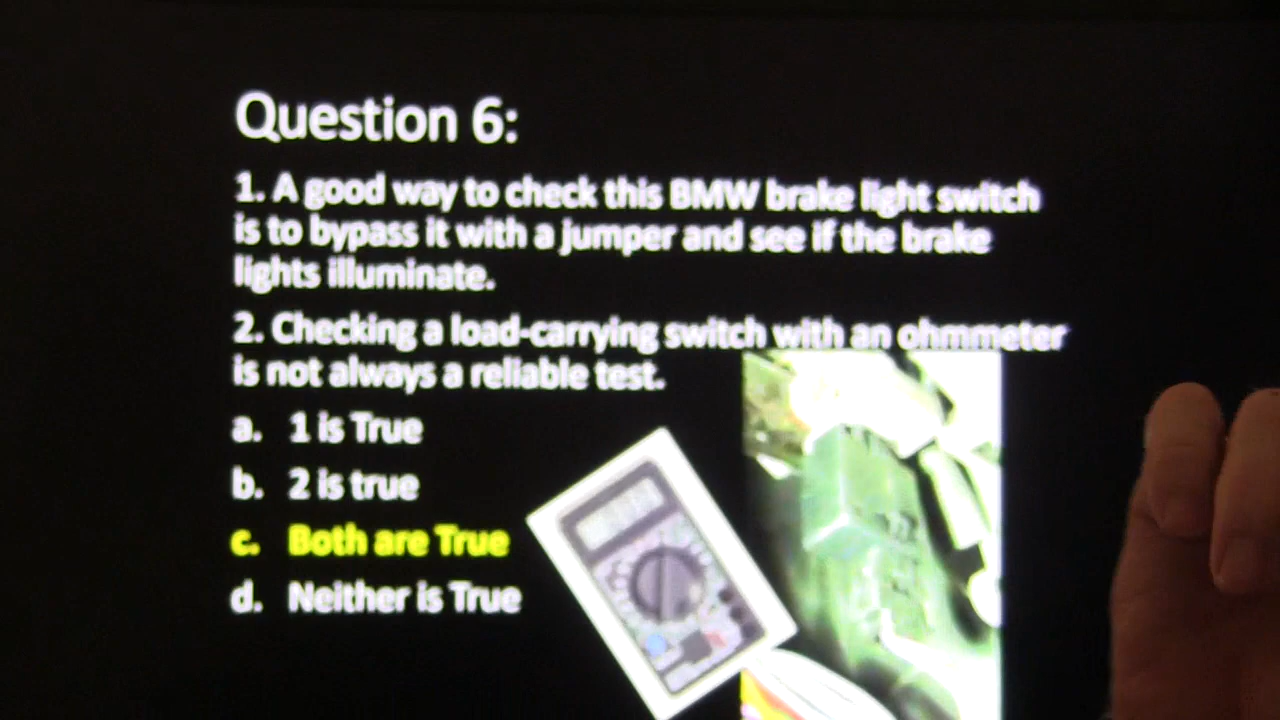 Question 6:
1. A good way to check this BMW brake light switch
is to bypass it with a jumper and see if the brake
lights illuminate.
2. Checking a load-carrying switch with an ohmmeter
is not always a reliable test.
a. 1 is True
b. 2 is true
c. Both are True
d. Neither is True